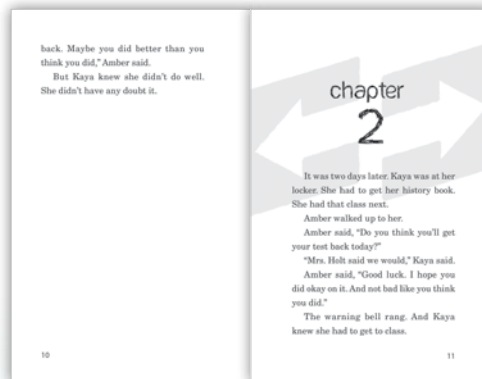 back. Maybe you did better than you
think you did,” Amber said.
But Kaya knew she didn’t do well.
She didn’t have any doubt it.
10
chapter
2
It was two days later. Kaya was at her
locker. She had to get her history book.
She had that class next.
Amber walked up to her.
Amber said, “Do you think you’ll get
your test back today?”
“Mrs. Holt said we would,” Kaya said.
Amber said, “Good luck. I hope you
did okay on it. And not bad like you think
you did.”
The warning bell rang. And Kaya
knew she had to get to class.
11